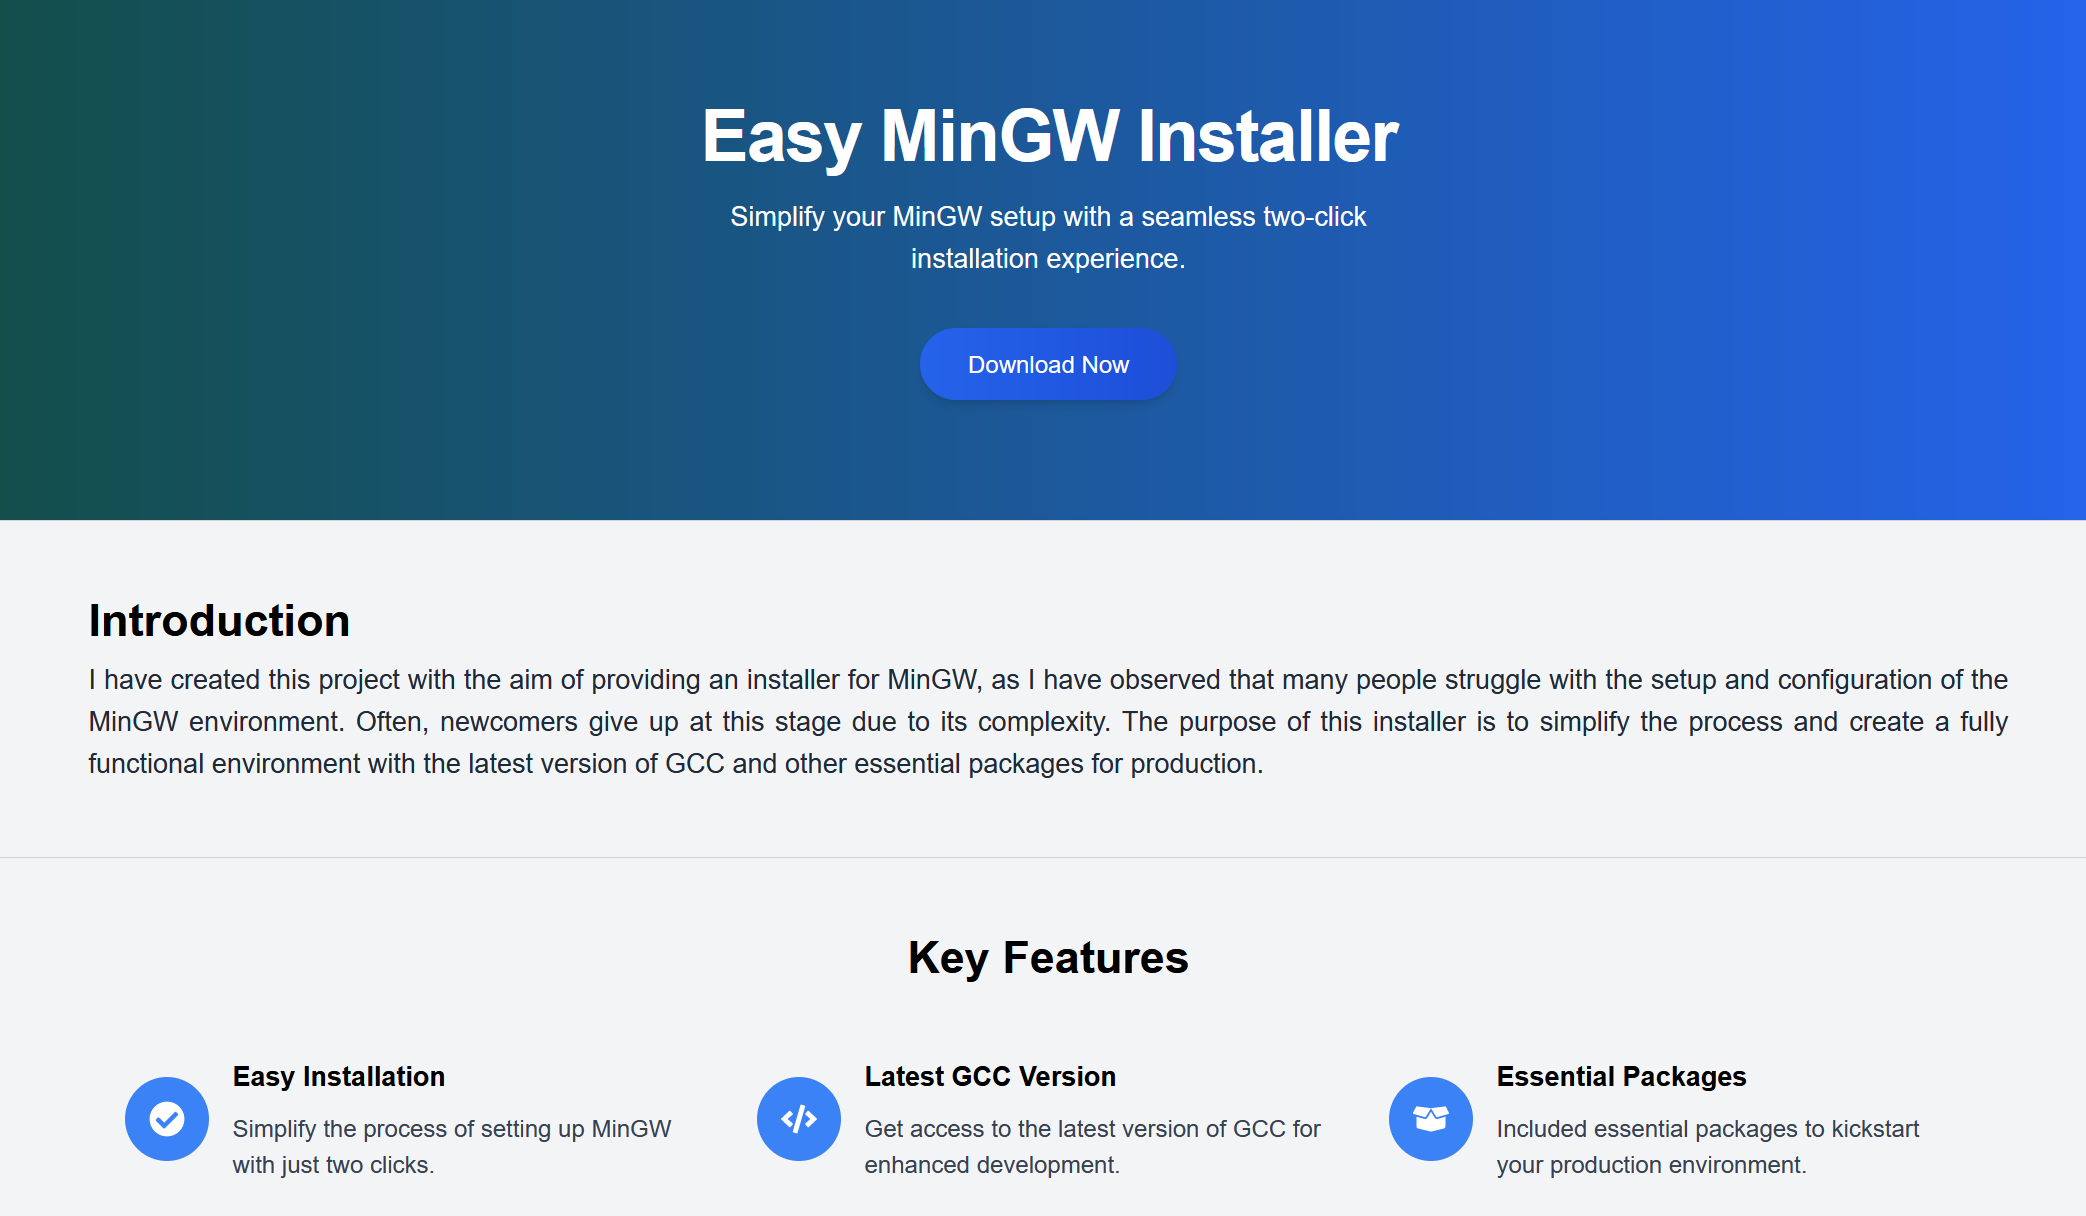 Easy MinGW Installer
Simplify your MinGW setup with a seamless two-click
installation experience.
Download Now
Introduction
I have created this project with the aim of providing an installer for MinGW, as I have observed that many people struggle with the setup and configuration of the
MinGW environment. Often, newcomers give up at this stage due to its complexity. The purpose of this installer is to simplify the process and create a fully
functional environment with the latest version of GCC and other essential packages for production.
Key Features
Easy Installation
Simplify the process of setting up MinGW
with just two clicks.
Latest GCC Version
Get access to the latest version of GCC for
enhanced development.
Essential Packages
Included essential packages to kickstart
your production environment.